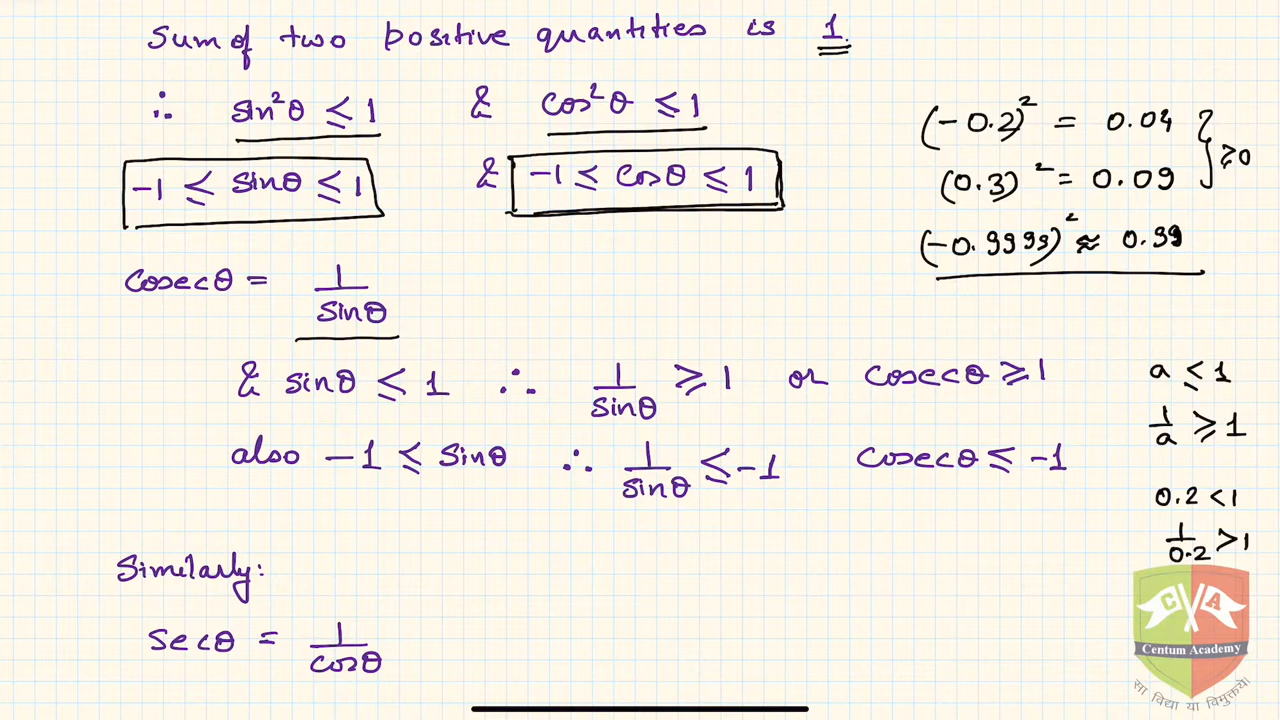 Sum of two positive quantities is 1.
∴ sin²θ ≤ 1 & cos²θ ≤ 1
-1 ≤ sinθ ≤ 1 & -1 ≤ cosθ ≤ 1
(-0.2)² = 0.04
(0.3)² = 0.09
} ≥0
(-0.9999)² ≈ 0.99
cosecθ = 1/sinθ
& sinθ ≤ 1 ∴ 1/sinθ ≥ 1 or cosecθ ≥ 1
also -1 ≤ sinθ ∴ 1/sinθ ≤ -1 cosecθ ≤ -1
a ≤ 1
1/a ≥ 1
0.2 < 1
1/0.2 > 1
Similarly:
secθ = 1/cosθ
C A
Centum Academy
सा विद्या या विमुक्तये